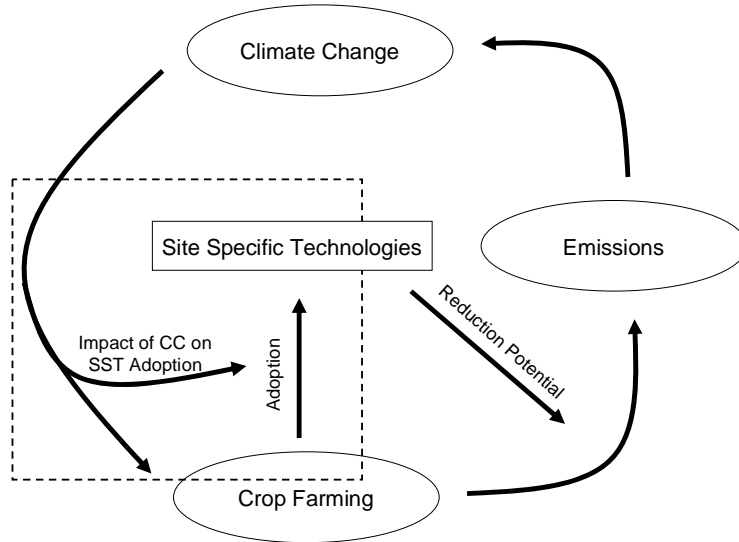 Climate Change
Site Specific Technologies
Emissions
Impact of CC on
SST Adoption
Adoption
Reduction Potential
Crop Farming